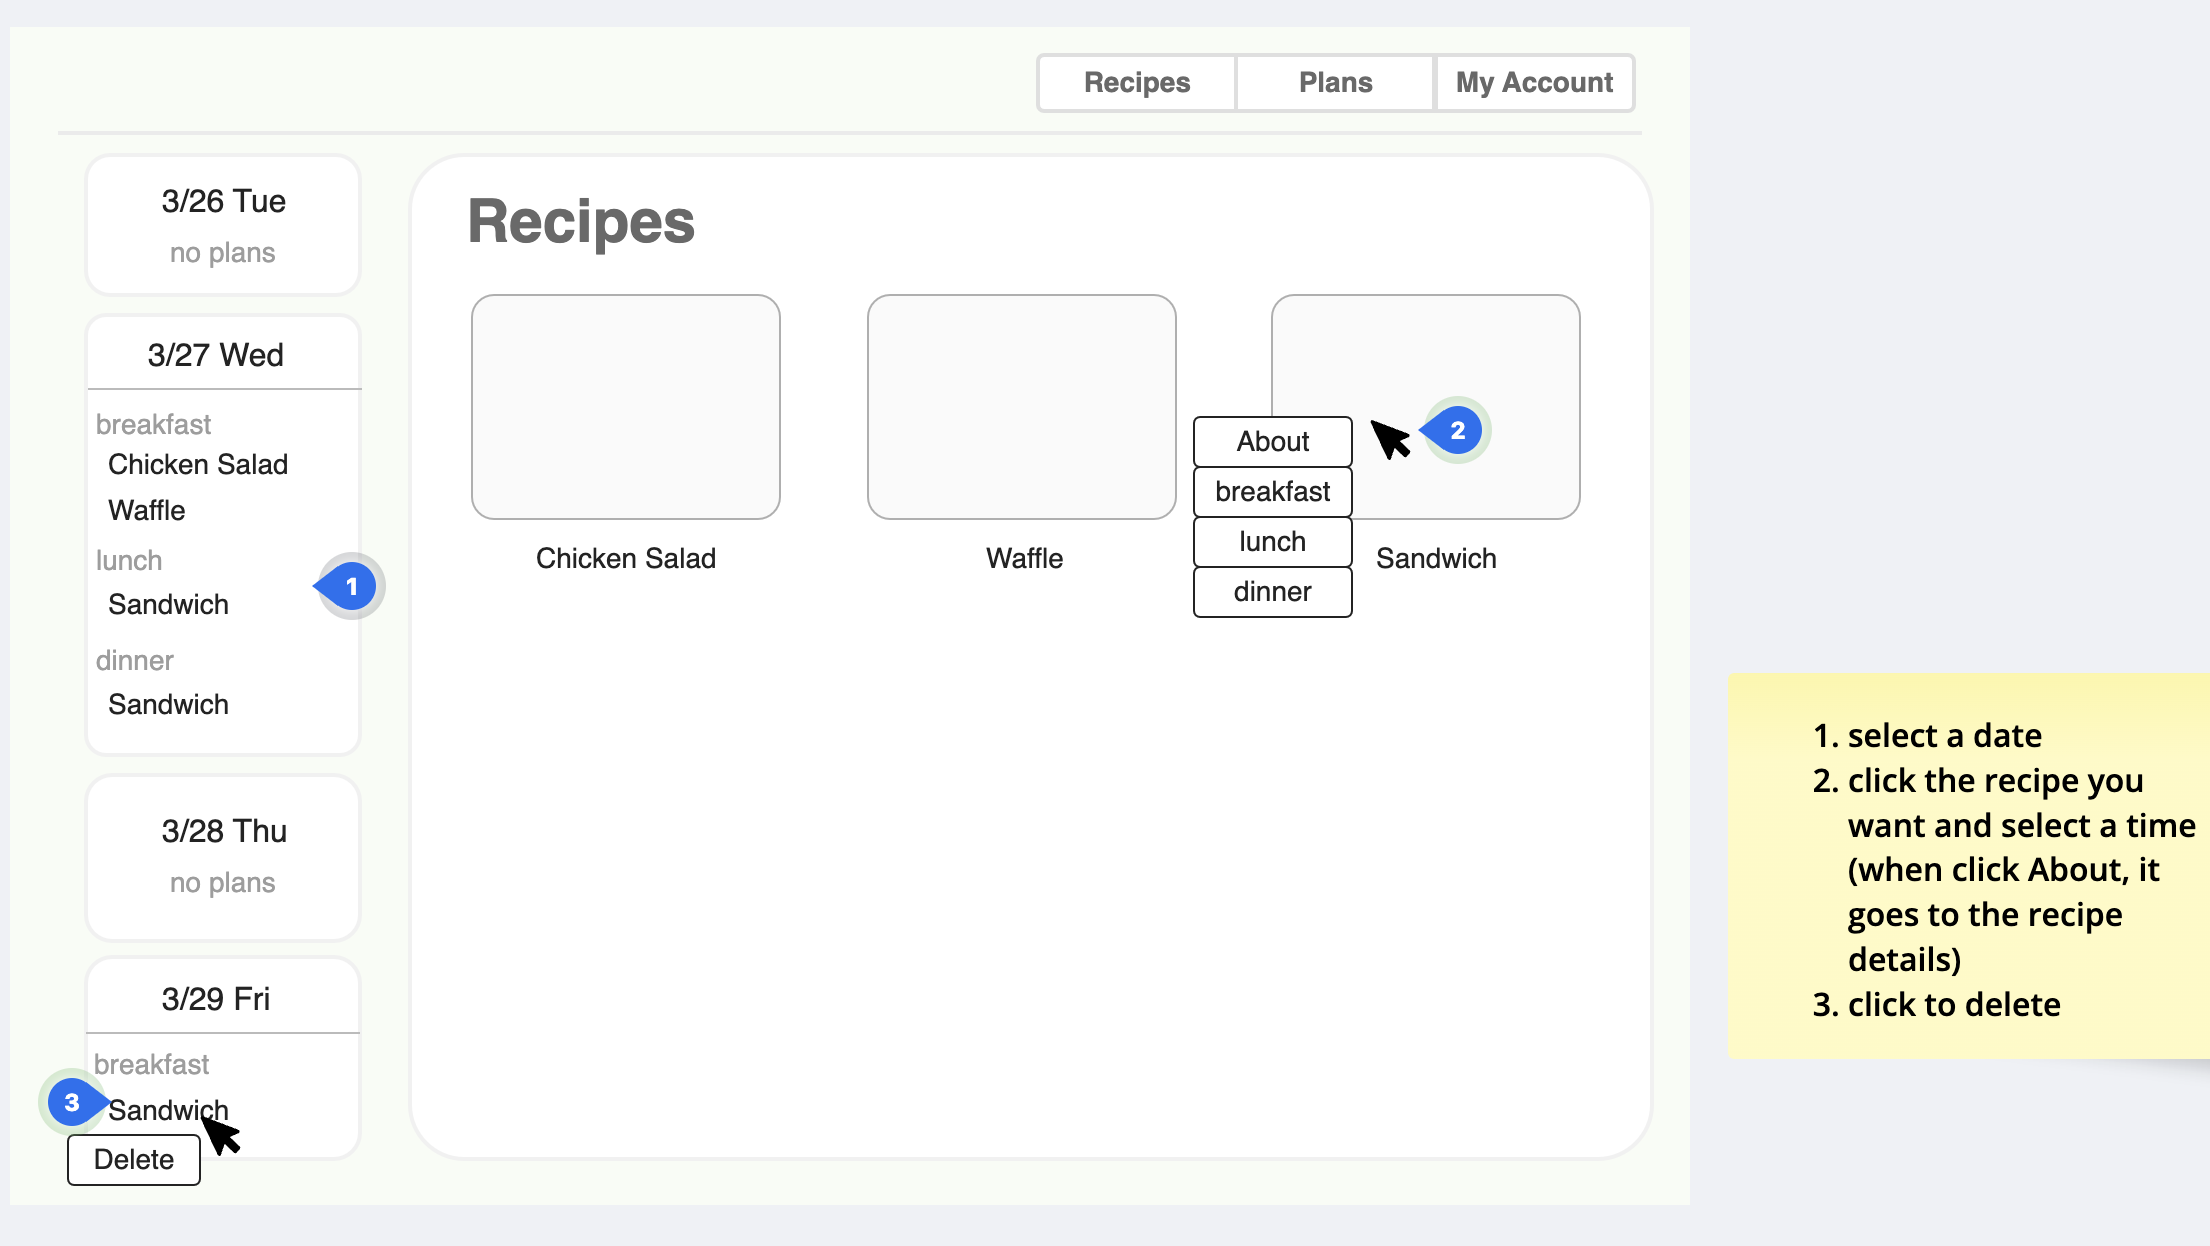 Recipes
Plans
My Account
3/26 Tue
no plans
3/27 Wed
breakfast
Chicken Salad
Waffle
lunch
1
Sandwich
dinner
Sandwich
3/28 Thu
no plans
3/29 Fri
breakfast
3
Sandwich
Delete
Recipes
Chicken Salad
Waffle
Sandwich
2
About
breakfast
lunch
dinner
1. select a date
2. click the recipe you
want and select a time
(when click About, it
goes to the recipe
details)
3. click to delete